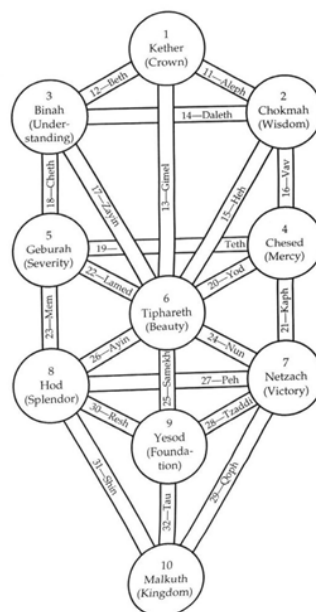 1
Kether
(Crown)
12—Beth
11—Aleph
3
Binah
(Under-
standing)
2
Chokmah
(Wisdom)
14—Daleth
18—Cheth
17—Zayin
13—Gimel
15—Heh
16—Vav
5
Geburah
(Severity)
19—
Teth
4
Chesed
(Mercy)
22—Lamed
20—Yod
6
Tiphareth
(Beauty)
23—Mem
21—Kaph
26—Ayin
25—Samekh
24—Nun
8
Hod
(Splendor)
27—Peh
7
Netzach
(Victory)
30—Resh
28—Tzaddi
9
Yesod
(Founda-
tion)
31—Shin
32—Tau
29—Qoph
10
Malkuth
(Kingdom)